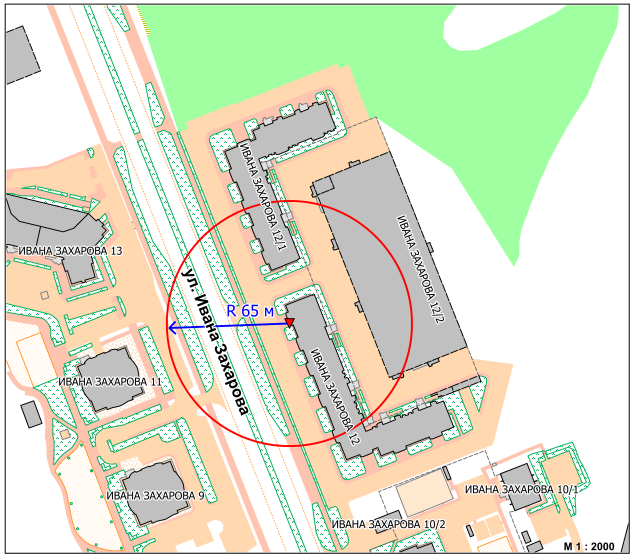 ИВАНА ЗАХАРОВА 12/1
ИВАНА ЗАХАРОВА 13
ИВАНА ЗАХАРОВА 12/2
ул. Ивана Захарова
R 65 м
ИВАНА ЗАХАРОВА 11
ИВАНА ЗАХАРОВА 12
ИВАНА ЗАХАРОВА 9
ИВАНА ЗАХАРОВА 10/1
ИВАНА ЗАХАРОВА 10/2
М 1 : 2000